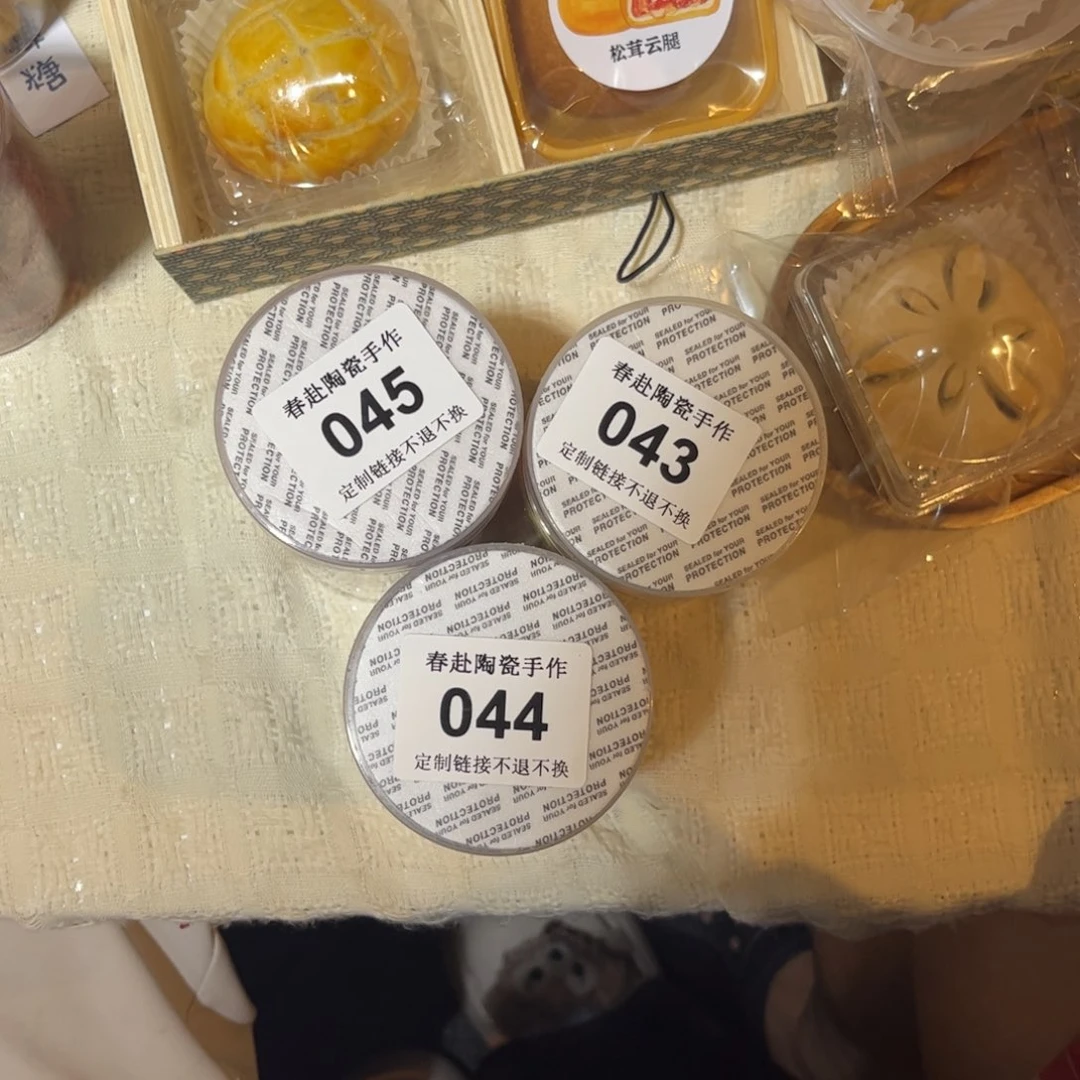 糖
松茸云腿
春赴陶瓷手作
045
定制链接不退不换
春赴陶瓷手作
043
定制链接不退不换
春赴陶瓷手作
044
定制链接不退不换
SEALED for YOUR
PROTECTION